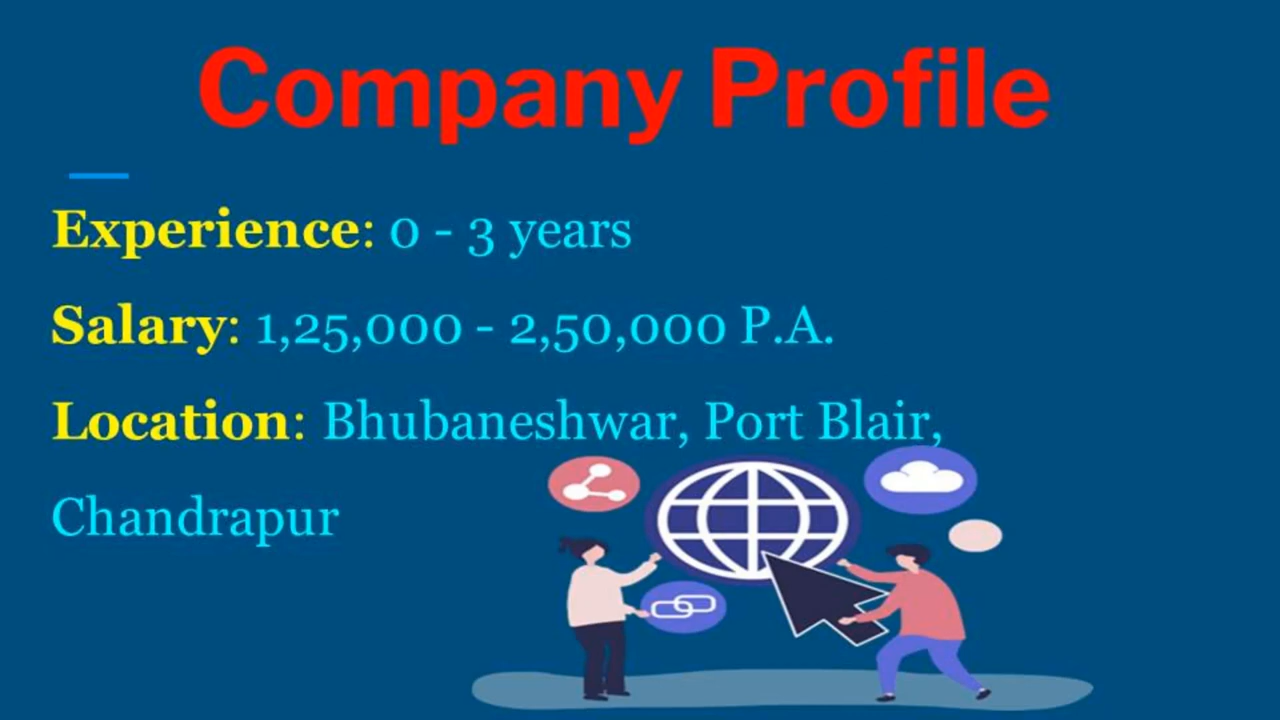 Company Profile
Experience: 0 - 3 years
Salary: 1,25,000 - 2,50,000 P.A.
Location: Bhubaneshwar, Port Blair,
Chandrapur